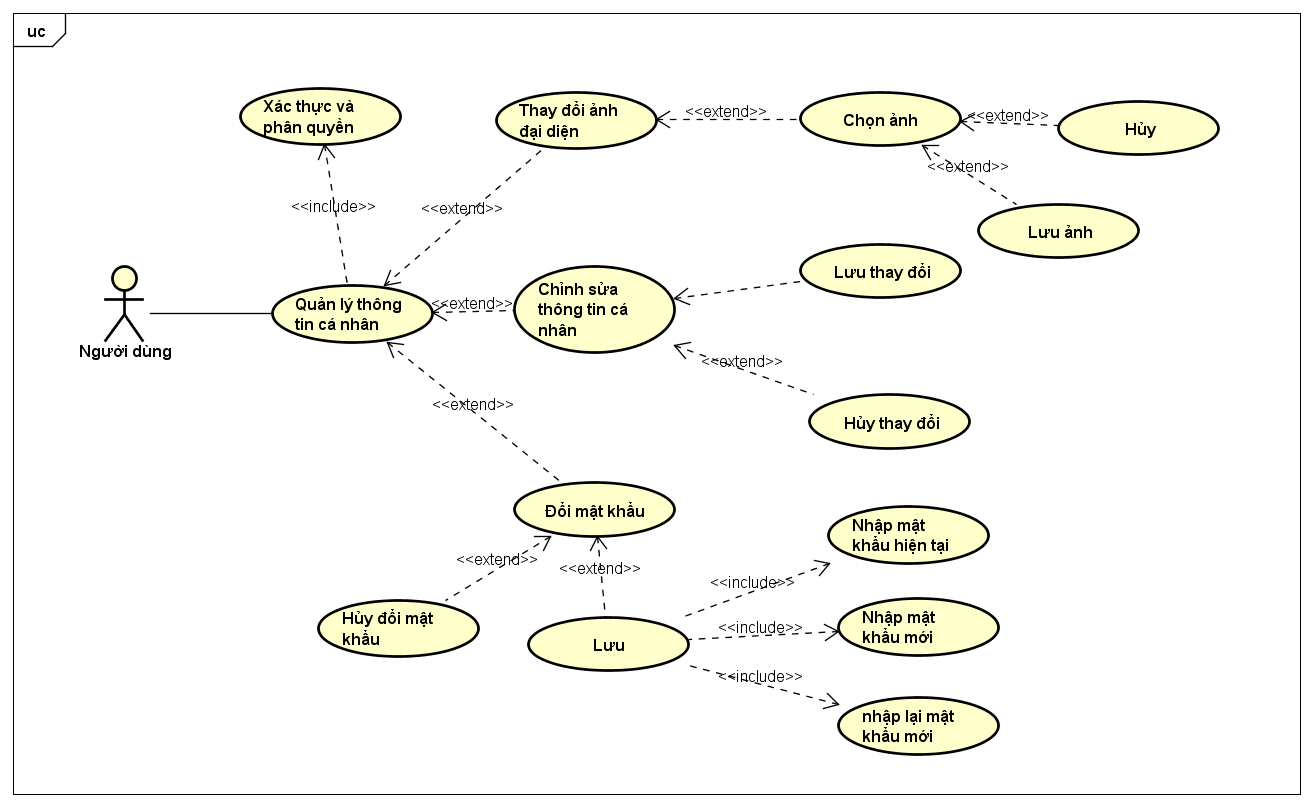 uc
Xác thực và
phân quyền
Thay đổi ảnh
đại diện
<<extend>>
Chọn ảnh
<<extend>>
Hủy
<<include>>
<<extend>>
<<extend>>
Lưu ảnh
Người dùng
Quản lý thông
tin cá nhân
<<extend>>
Chỉnh sửa
thông tin cá
nhân
Lưu thay đổi
<<extend>>
Hủy thay đổi
<<extend>>
Đổi mật khẩu
<<extend>>
<<extend>>
Hủy đổi mật
khẩu
Lưu
<<include>>
Nhập mật
khẩu hiện tại
<<include>>
Nhập mật
khẩu mới
<<include>>
nhập lại mật
khẩu mới